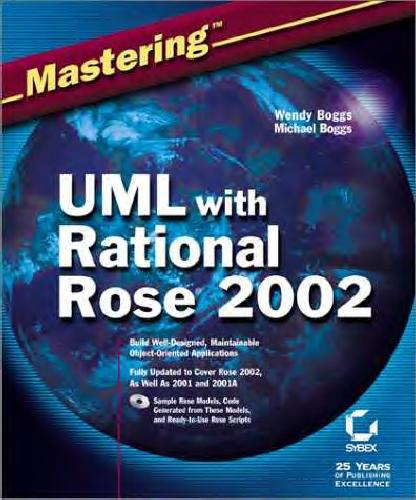 Mastering™
Wendy Boggs
Michael Boggs
UML with
Rational
Rose 2002
Build Well-Designed, Maintainable
Object-Oriented Applications
Fully Updated to Cover Rose 2002,
As Well As 2001 and 2001A
Sample Rose Models, Code
Generated from These Models,
and Ready-to-Use Rose Scripts
SYBEX
25 YEARS
OF PUBLISHING
EXCELLENCE